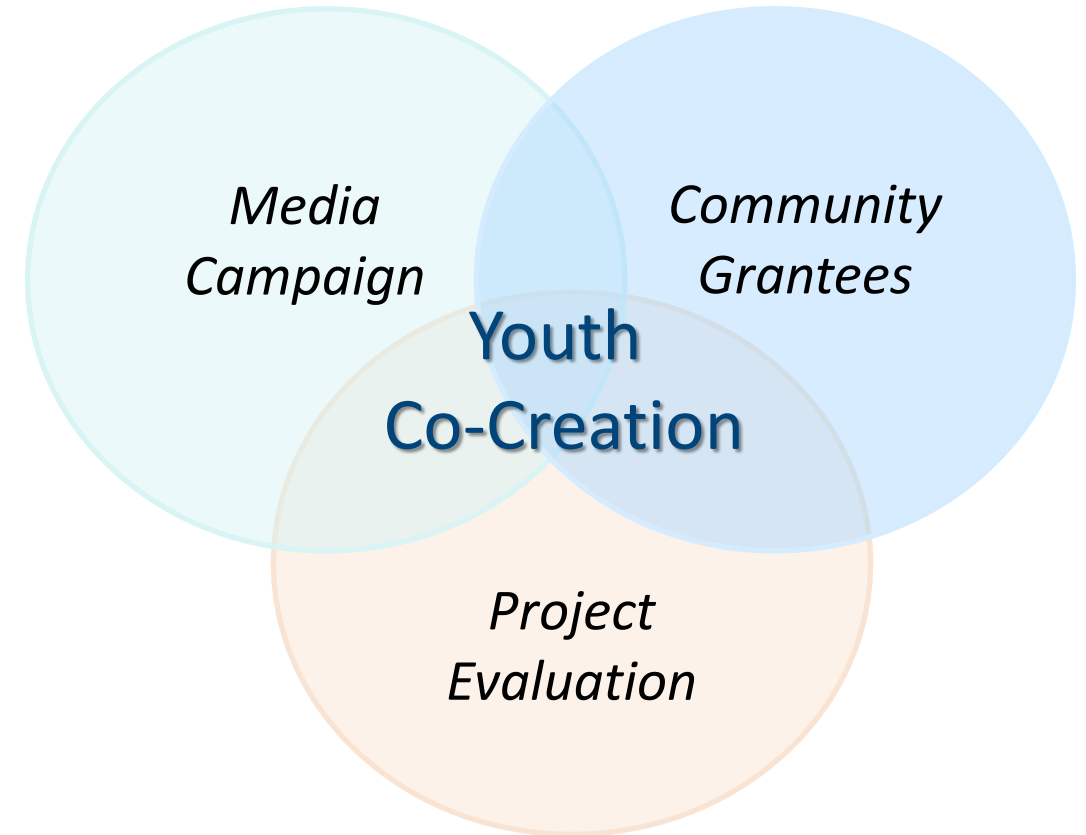 Media
Campaign
Community
Grantees
Youth
Co-Creation
Project
Evaluation